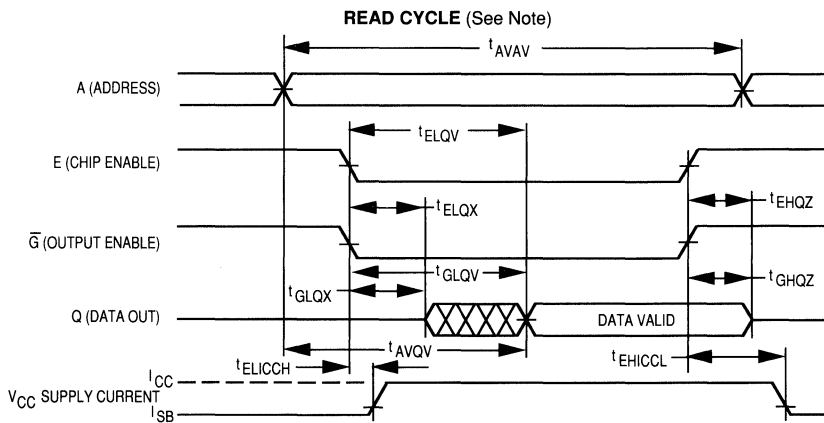 READ CYCLE (See Note)
tAVAV
A (ADDRESS)
tELQV
E (CHIP ENABLE)
tELQX
tEHQZ
G̅ (OUTPUT ENABLE)
tGLQV
tGLQX
tGHQZ
Q (DATA OUT)
DATA VALID
tAVQV
tELICCH
tEHICCL
ICC
VCC SUPPLY CURRENT
ISB